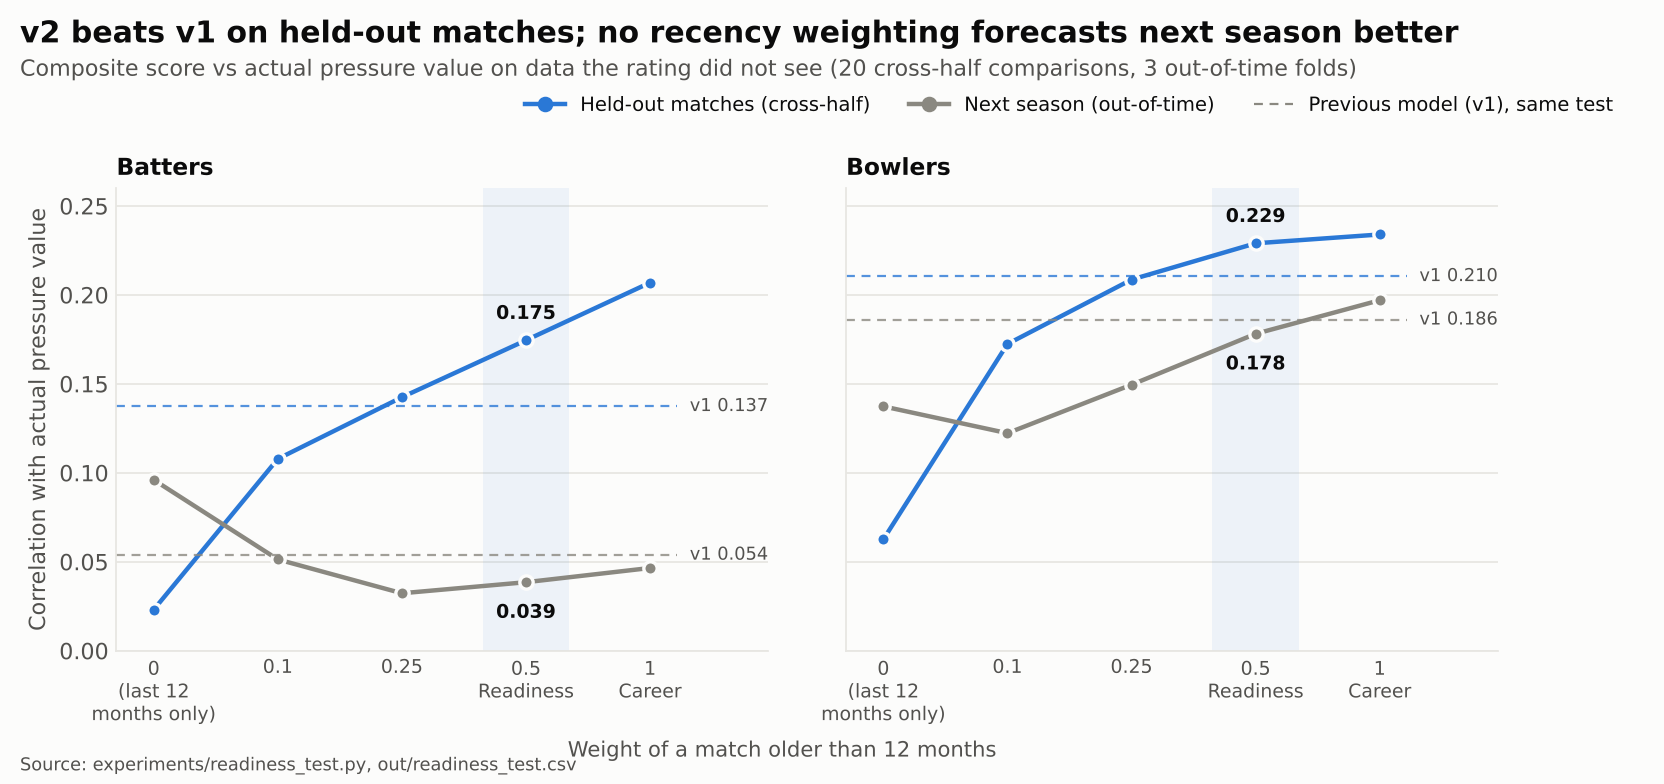 v2 beats v1 on held-out matches; no recency weighting forecasts next season better
Composite score vs actual pressure value on data the rating did not see (20 cross-half comparisons, 3 out-of-time folds)
Held-out matches (cross-half)
Next season (out-of-time)
Previous model (v1), same test
Batters
Correlation with actual pressure value
0.25
0.20
0.15
0.10
0.05
0.00
0.175
v1 0.137
v1 0.054
0.039
0
(last 12
months only)
0.1
0.25
0.5
Readiness
1
Career
Bowlers
0.229
v1 0.210
v1 0.186
0.178
0
(last 12
months only)
0.1
0.25
0.5
Readiness
1
Career
Weight of a match older than 12 months
Source: experiments/readiness_test.py, out/readiness_test.csv